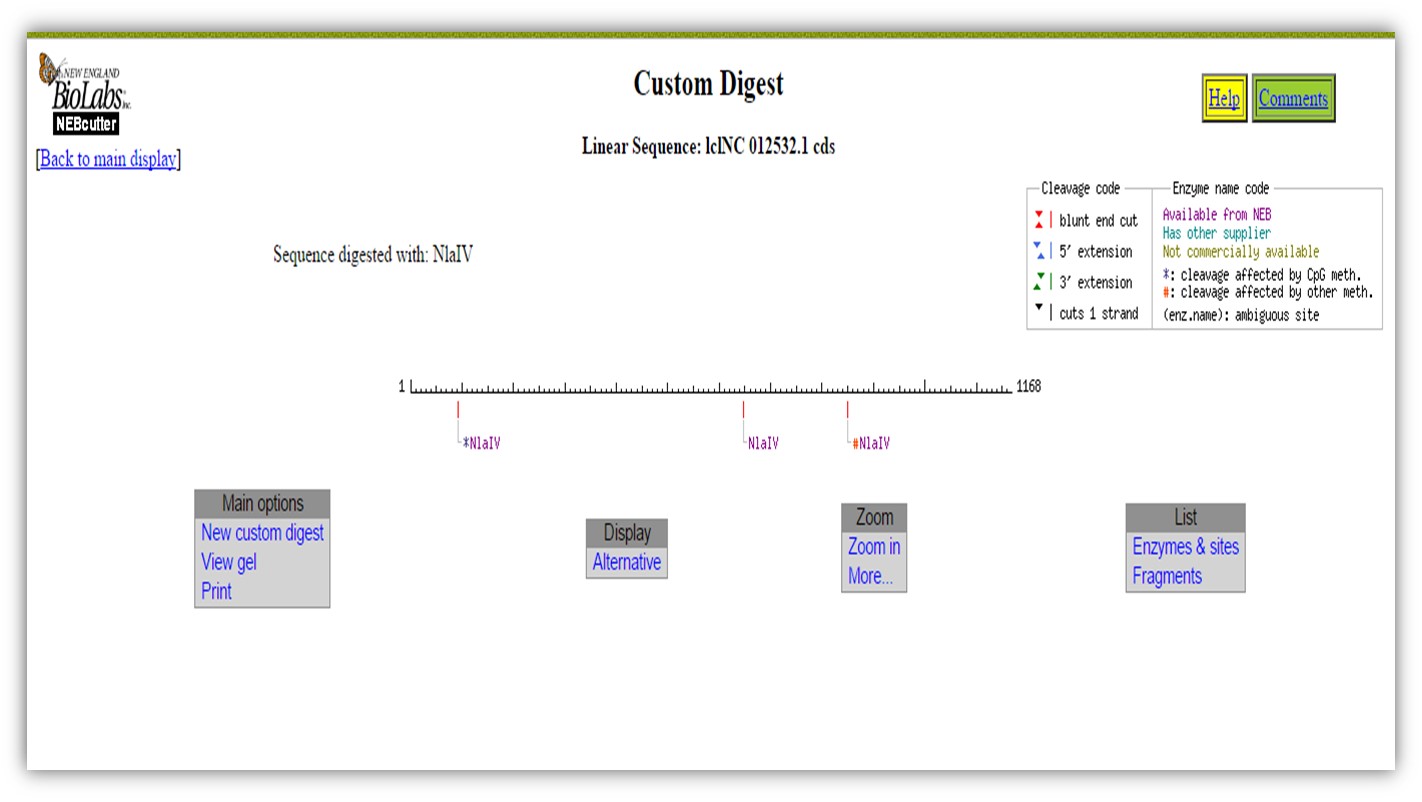 NEW ENGLAND
BioLabs Inc.
NEBcutter
[Back to main display]
Custom Digest
Linear Sequence: lclNC 012532.1 cds
Help Comments
Cleavage code
blunt end cut
5′ extension
3′ extension
cuts 1 strand
Enzyme name code
Available from NEB
Has other supplier
Not commercially available
*: cleavage affected by CpG meth.
#: cleavage affected by other meth.
(enz.name): ambiguous site
Sequence digested with: NlaIV
1 1168
*NlaIV NlaIV #NlaIV
Main options
New custom digest
View gel
Print
Display
Alternative
Zoom
Zoom in
More...
List
Enzymes & sites
Fragments